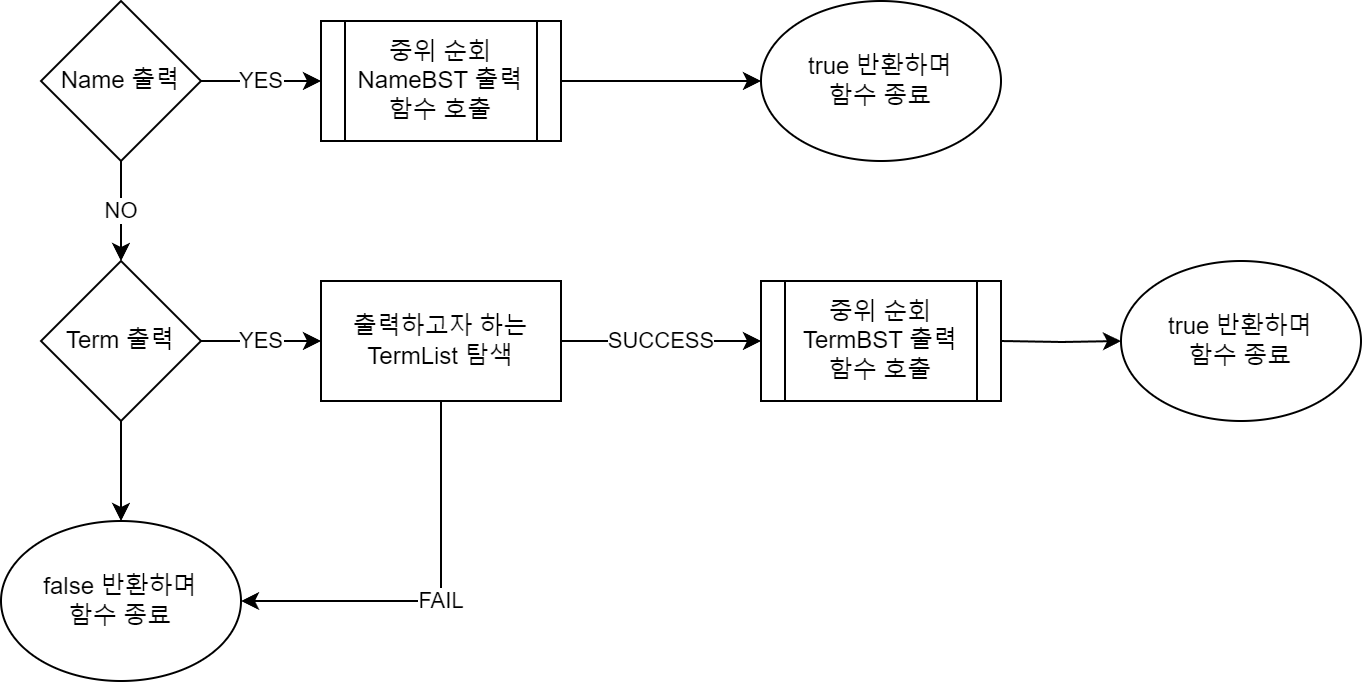 Name 출력
YES
중위 순회
NameBST 출력
함수 호출
true 반환하며
함수 종료
NO
Term 출력
YES
출력하고자 하는
TermList 탐색
SUCCESS
중위 순회
TermBST 출력
함수 호출
true 반환하며
함수 종료
false 반환하며
함수 종료
FAIL